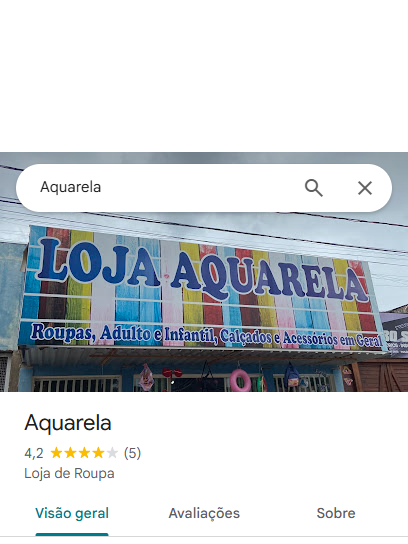 Aquarela
LOJA AQUARELA
Roupas, Adulto e Infantil, Calçados e Acessórios em Geral
Aquarela
4,2 (5)
Loja de Roupa
Visão geral Avaliações Sobre